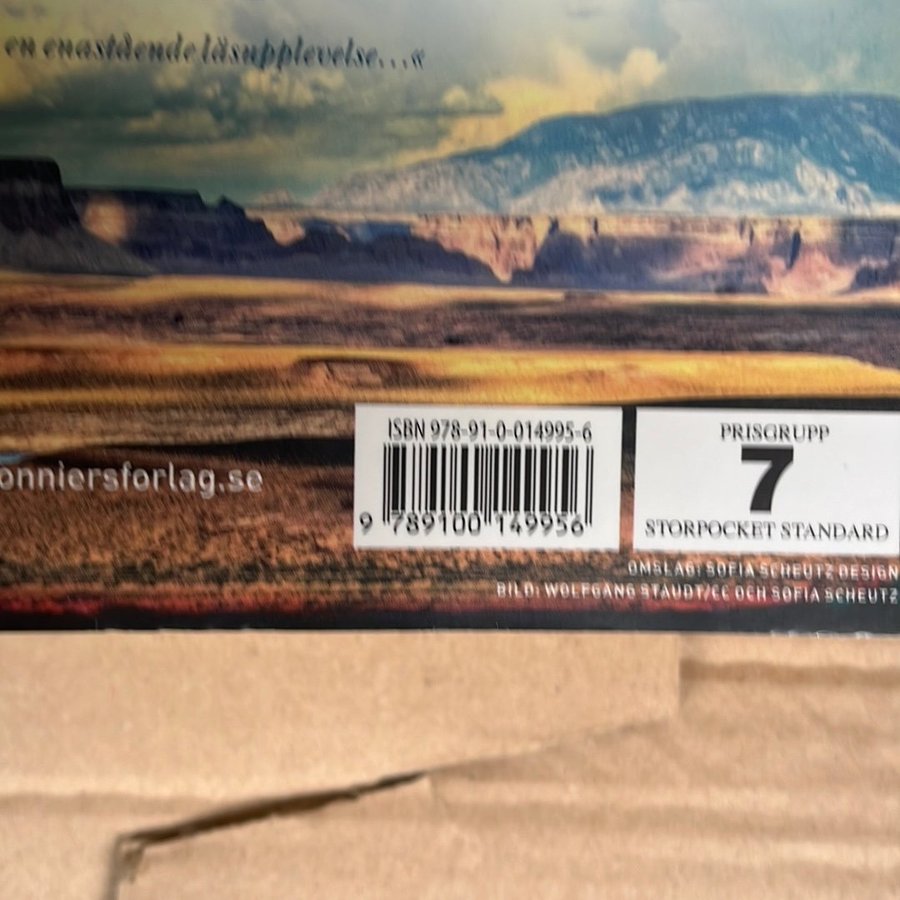 en enastående läsupplevelse...«
onniersforlag.se
ISBN 978-91-0-014995-6
9 789100 149956
PRISGRUPP
7
STORPOCKET STANDARD
OMSLAG: SOFIA SCHEUTZ DESIGN
BILD: WOLFGANG STAUDT/CC OCH SOFIA SCHEUTZ